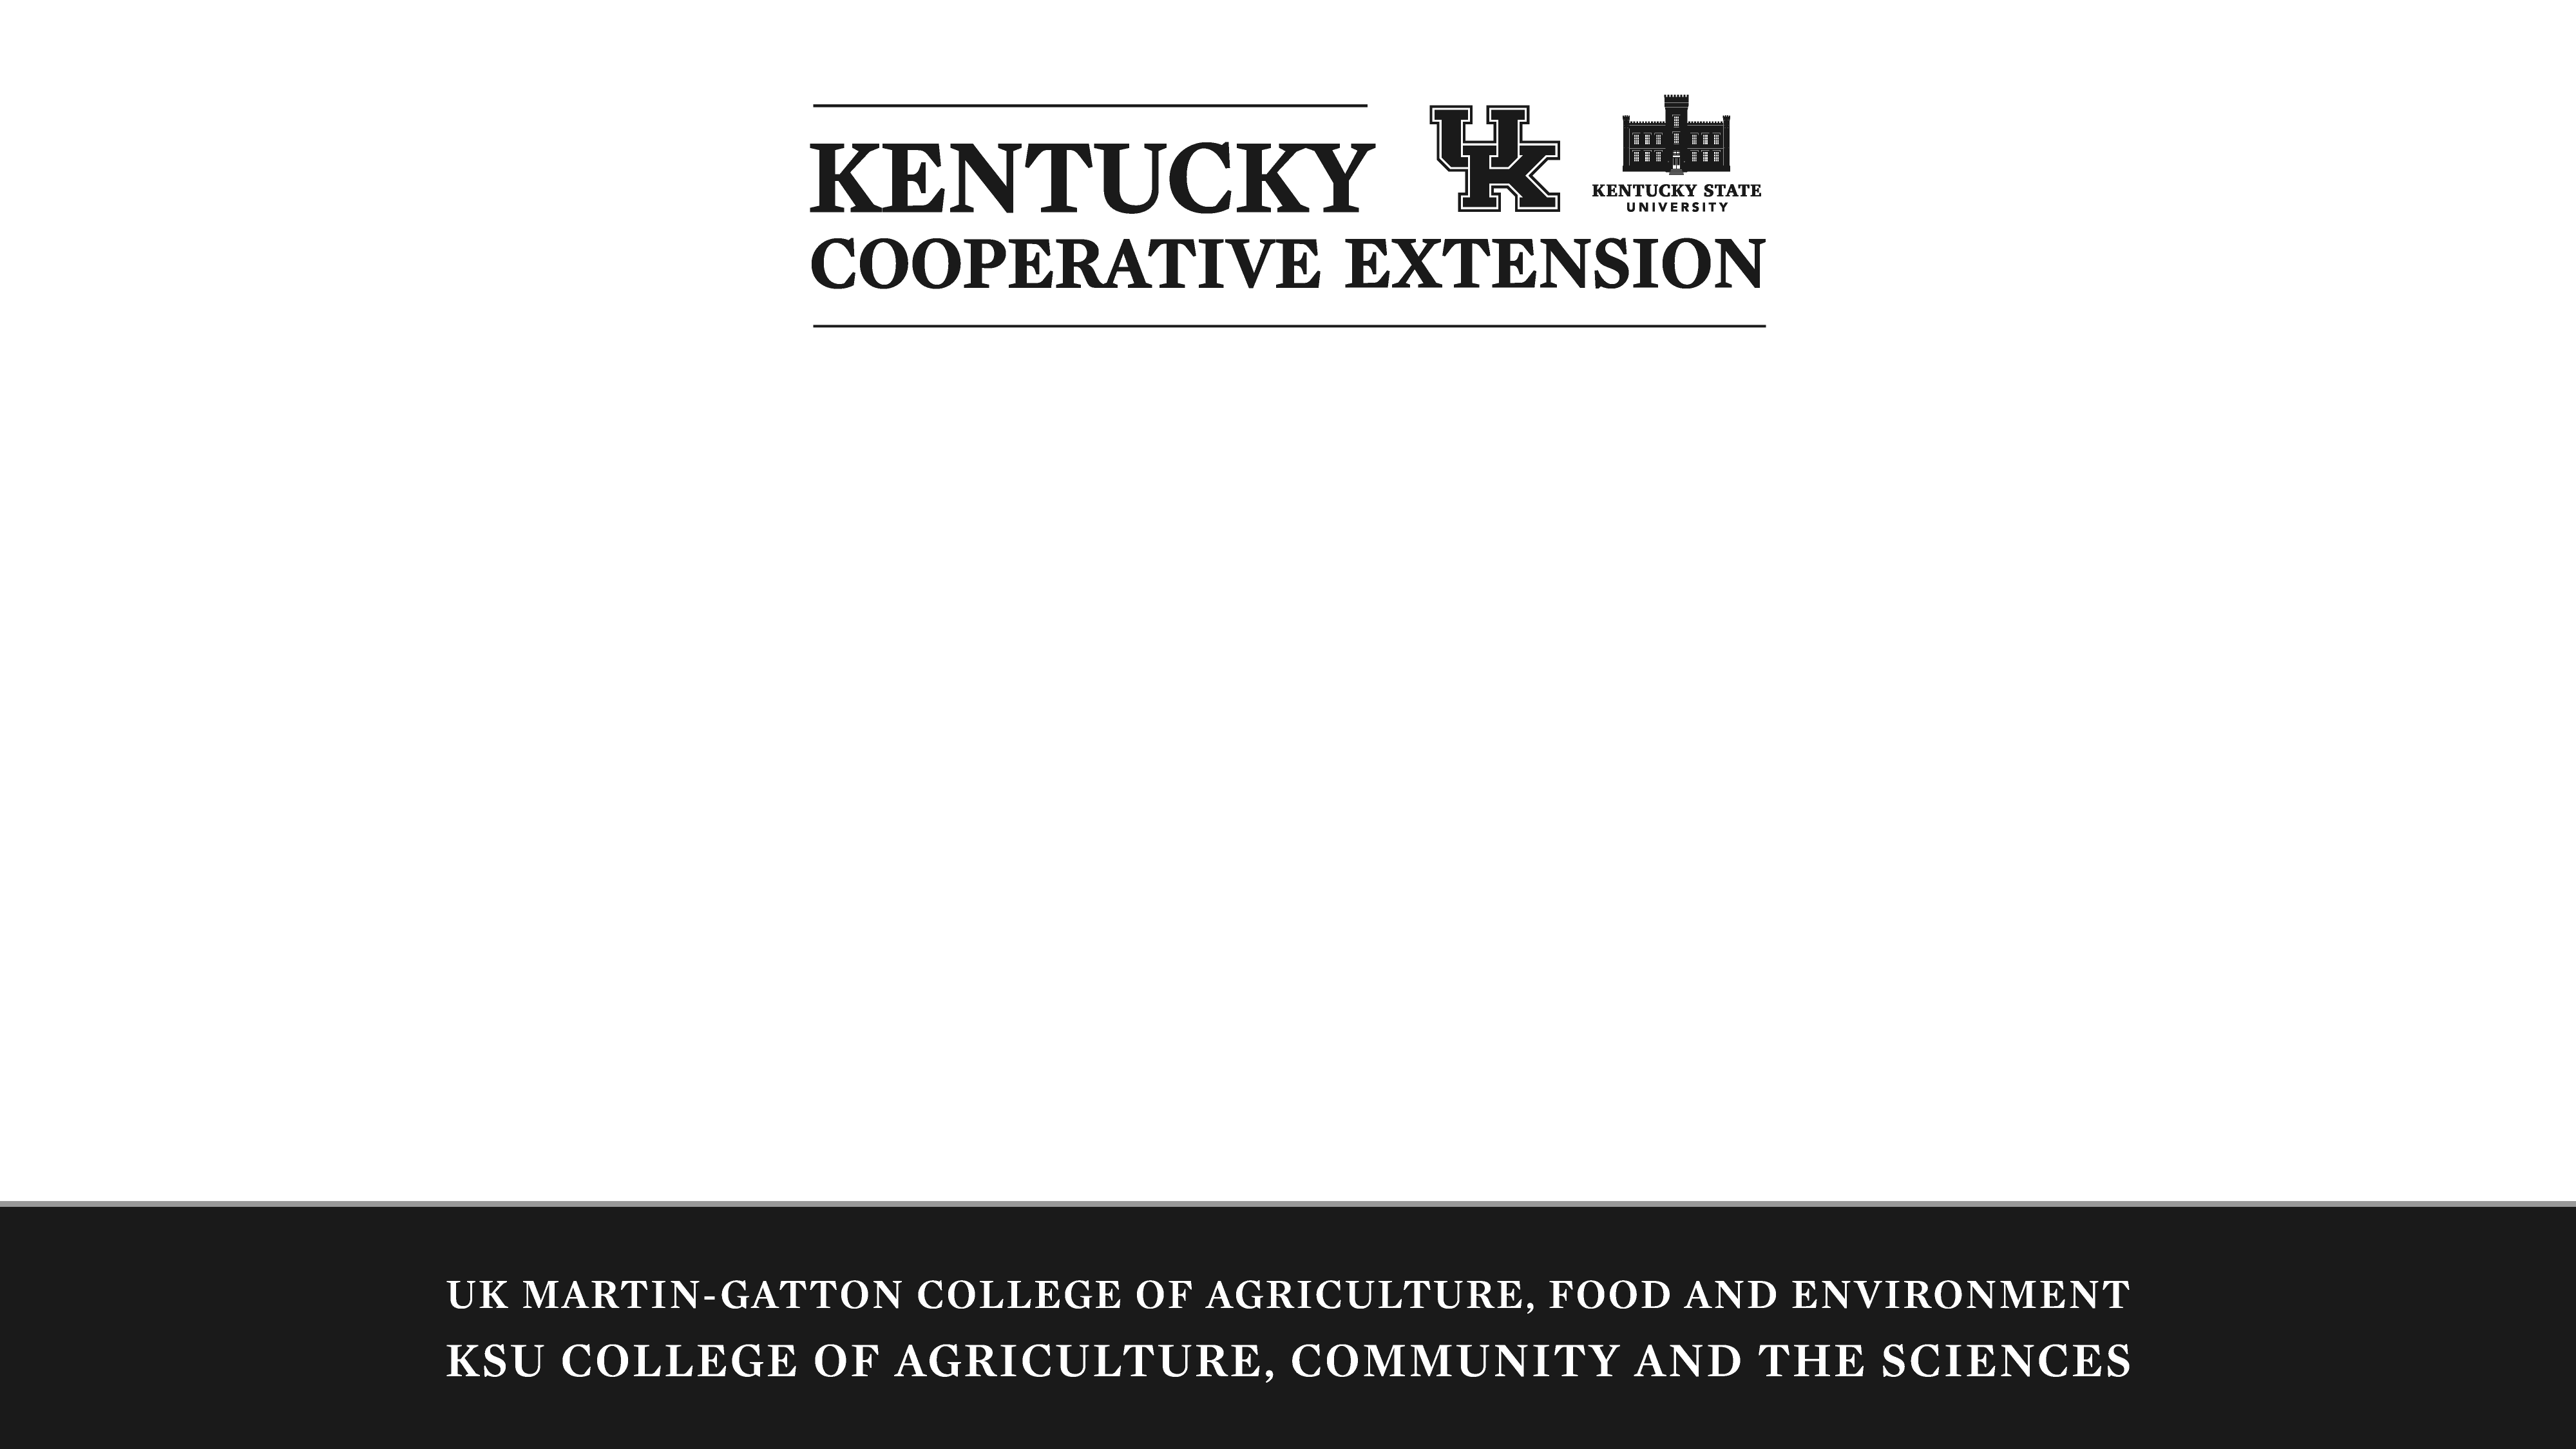 KENTUCKY
UK
KENTUCKY STATE
UNIVERSITY
COOPERATIVE EXTENSION
UK MARTIN-GATTON COLLEGE OF AGRICULTURE, FOOD AND ENVIRONMENT
KSU COLLEGE OF AGRICULTURE, COMMUNITY AND THE SCIENCES